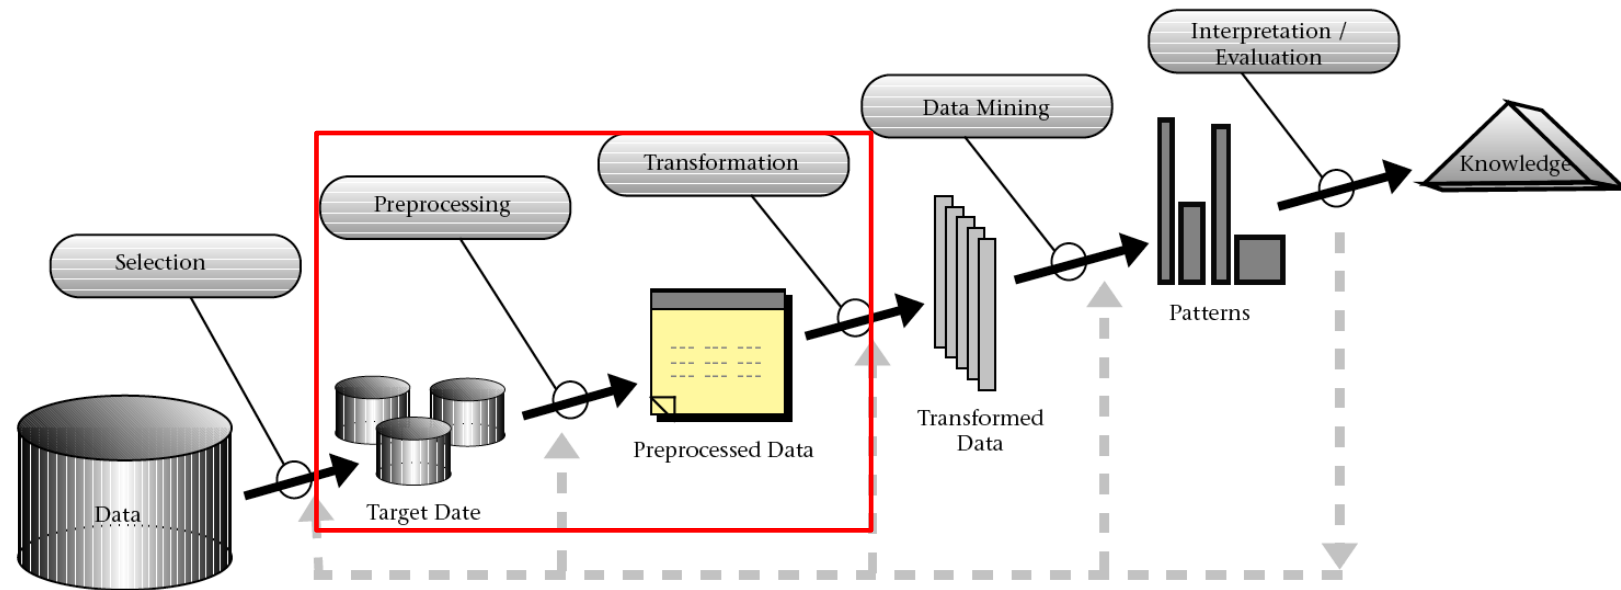 Interpretation /
Evaluation
Data Mining
Transformation
Knowledge
Preprocessing
Selection
Patterns
--- --- ---
--- --- ---
--- --- ---
Transformed
Data
Preprocessed Data
Target Date
Data